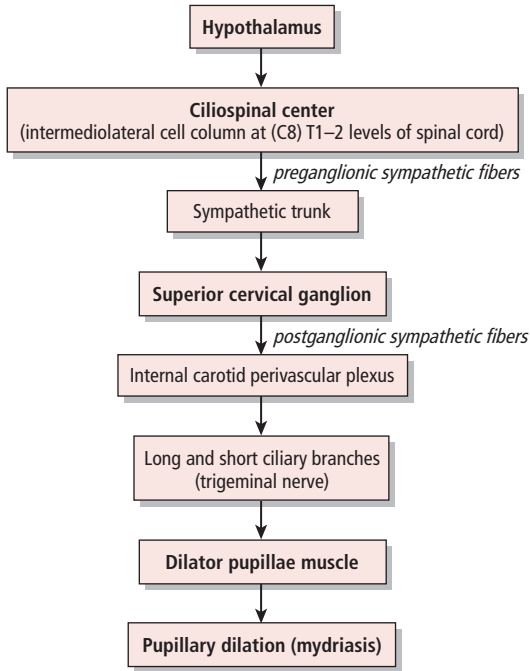 Hypothalamus
Ciliospinal center
(intermediolateral cell column at (C8) T1–2 levels of spinal cord)
preganglionic sympathetic fibers
Sympathetic trunk
Superior cervical ganglion
postganglionic sympathetic fibers
Internal carotid perivascular plexus
Long and short ciliary branches
(trigeminal nerve)
Dilator pupillae muscle
Pupillary dilation (mydriasis)